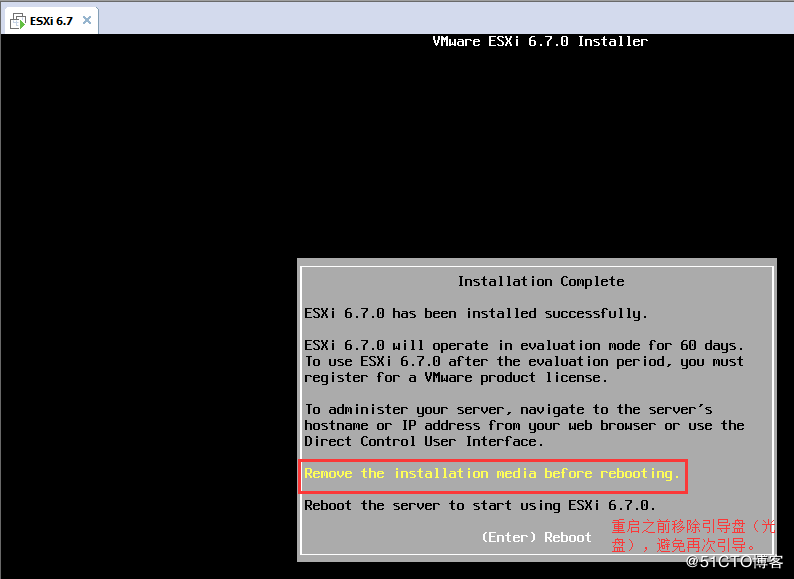 ESXi 6.7
VMware ESXi 6.7.0 Installer
Installation Complete
ESXi 6.7.0 has been installed successfully.
ESXi 6.7.0 will operate in evaluation mode for 60 days.
To use ESXi 6.7.0 after the evaluation period, you must
register for a VMware product license.
To administer your server, navigate to the server's
hostname or IP address from your web browser or use the
Direct Control User Interface.
Remove the installation media before rebooting.
Reboot the server to start using ESXi 6.7.0.
(Enter) Reboot
重启之前移除引导盘（光
盘），避免再次引导。
@51CTO博客